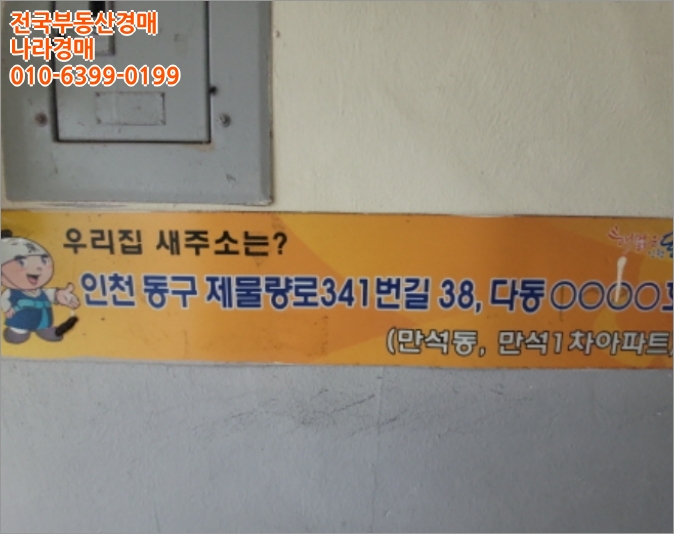 전국부동산경매
나라경매
010-6399-0199
우리집 새주소는?
인천 동구 제물량로341번길 38, 다동 ○○○○호
(만석동, 만석1차아파트)